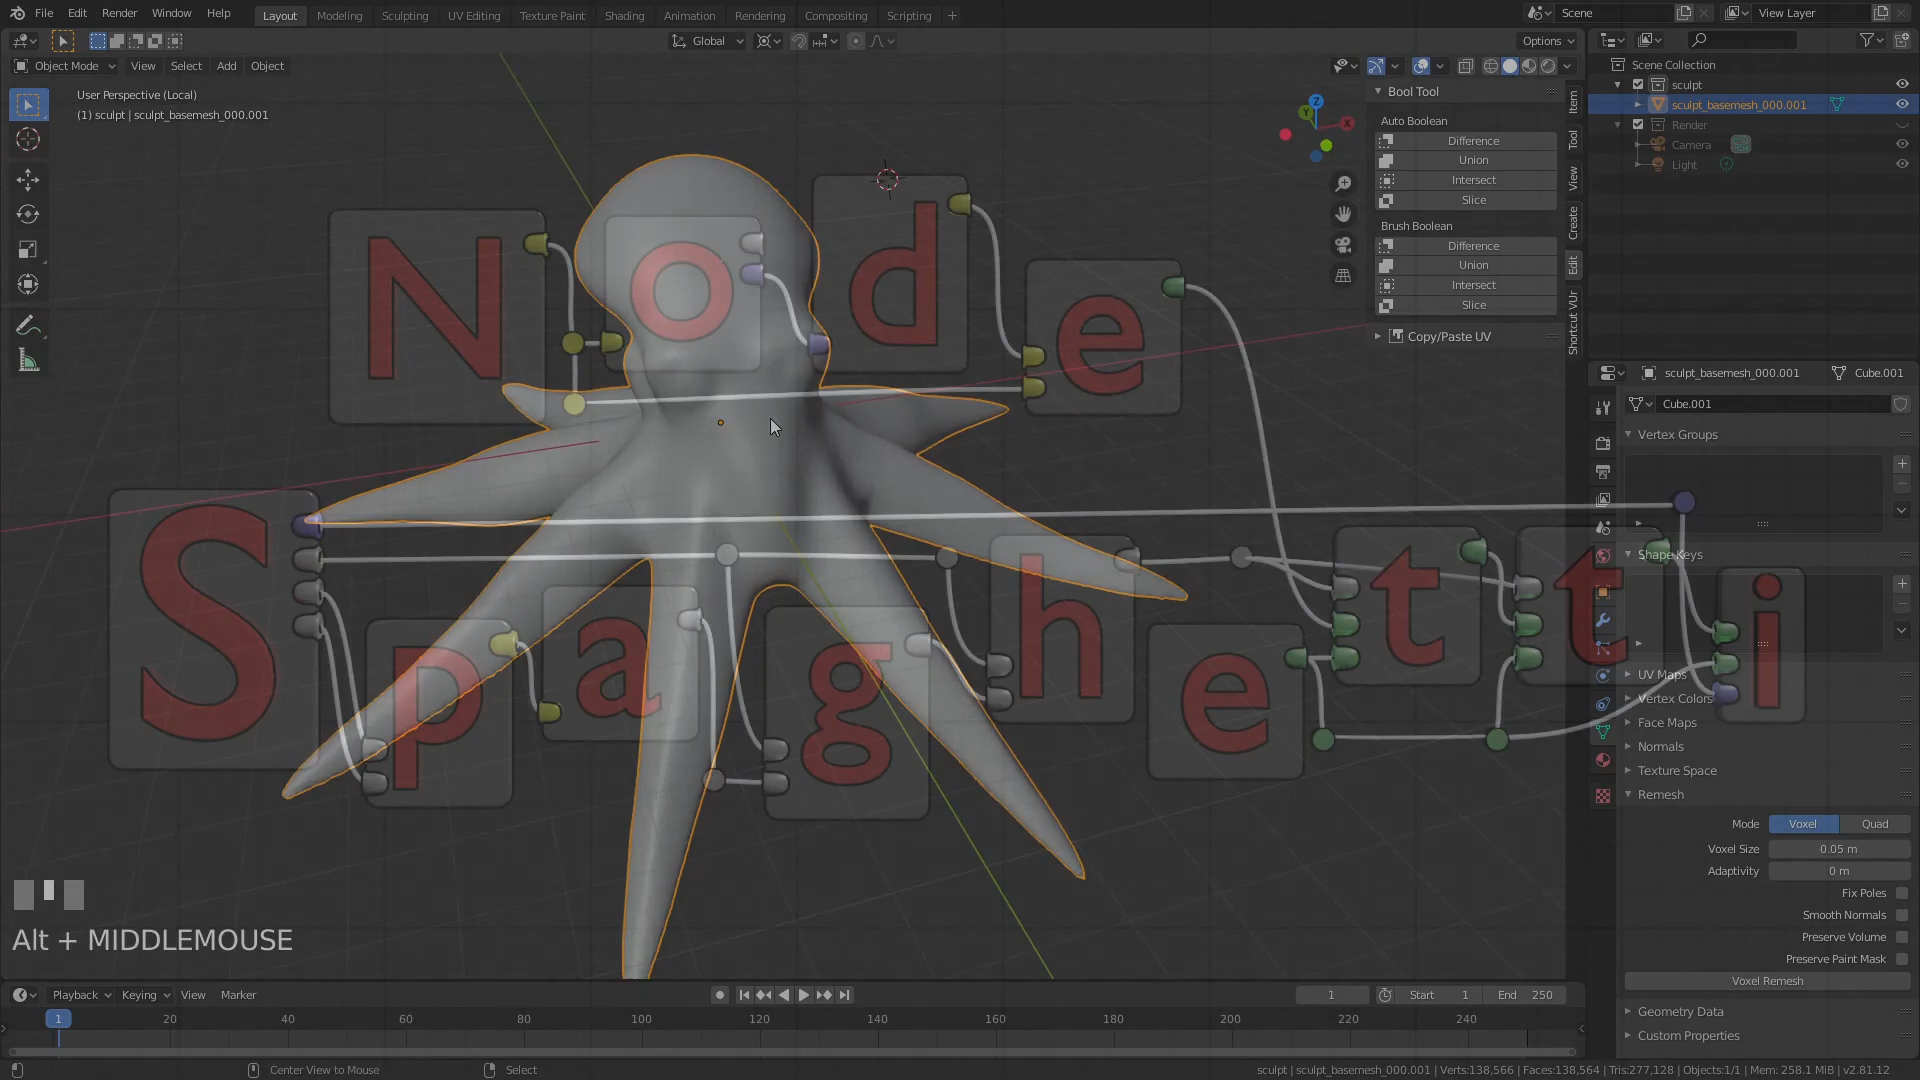 File Edit Render Window Help Layout Modeling Sculpting UV Editing Texture Paint Shading Animation Rendering Compositing Scripting + Scene View Layer
Global Options
Object Mode View Select Add Object
User Perspective (Local)
(1) sculpt | sculpt_basemesh_000.001
Node
Spaghetti
Z
Y
X
Bool Tool
Auto Boolean
Difference
Union
Intersect
Slice
Brush Boolean
Difference
Union
Intersect
Slice
Copy/Paste UV
Item
Tool
View
Create
Edit
Shortcut VUr
Scene Collection
sculpt
sculpt_basemesh_000.001
Render
Camera
Light
sculpt_basemesh_000.001 Cube.001
Cube.001
Vertex Groups
Shape Keys
UV Maps
Vertex Colors
Face Maps
Normals
Texture Space
Remesh
Mode Voxel Quad
Voxel Size 0.05 m
Adaptivity 0 m
Fix Poles
Smooth Normals
Preserve Volume
Preserve Paint Mask
Voxel Remesh
Geometry Data
Custom Properties
Alt + MIDDLEMOUSE
Playback Keying View Marker 1 Start 1 End 250
1 20 40 60 80 100 120 140 160 180 200 220 240
Center View to Mouse Select sculpt | sculpt_basemesh_000.001 | Verts:138,566 | Faces:138,564 | Tris:277,128 | Objects:1/1 | Mem: 258.1 MiB | v2.81.12